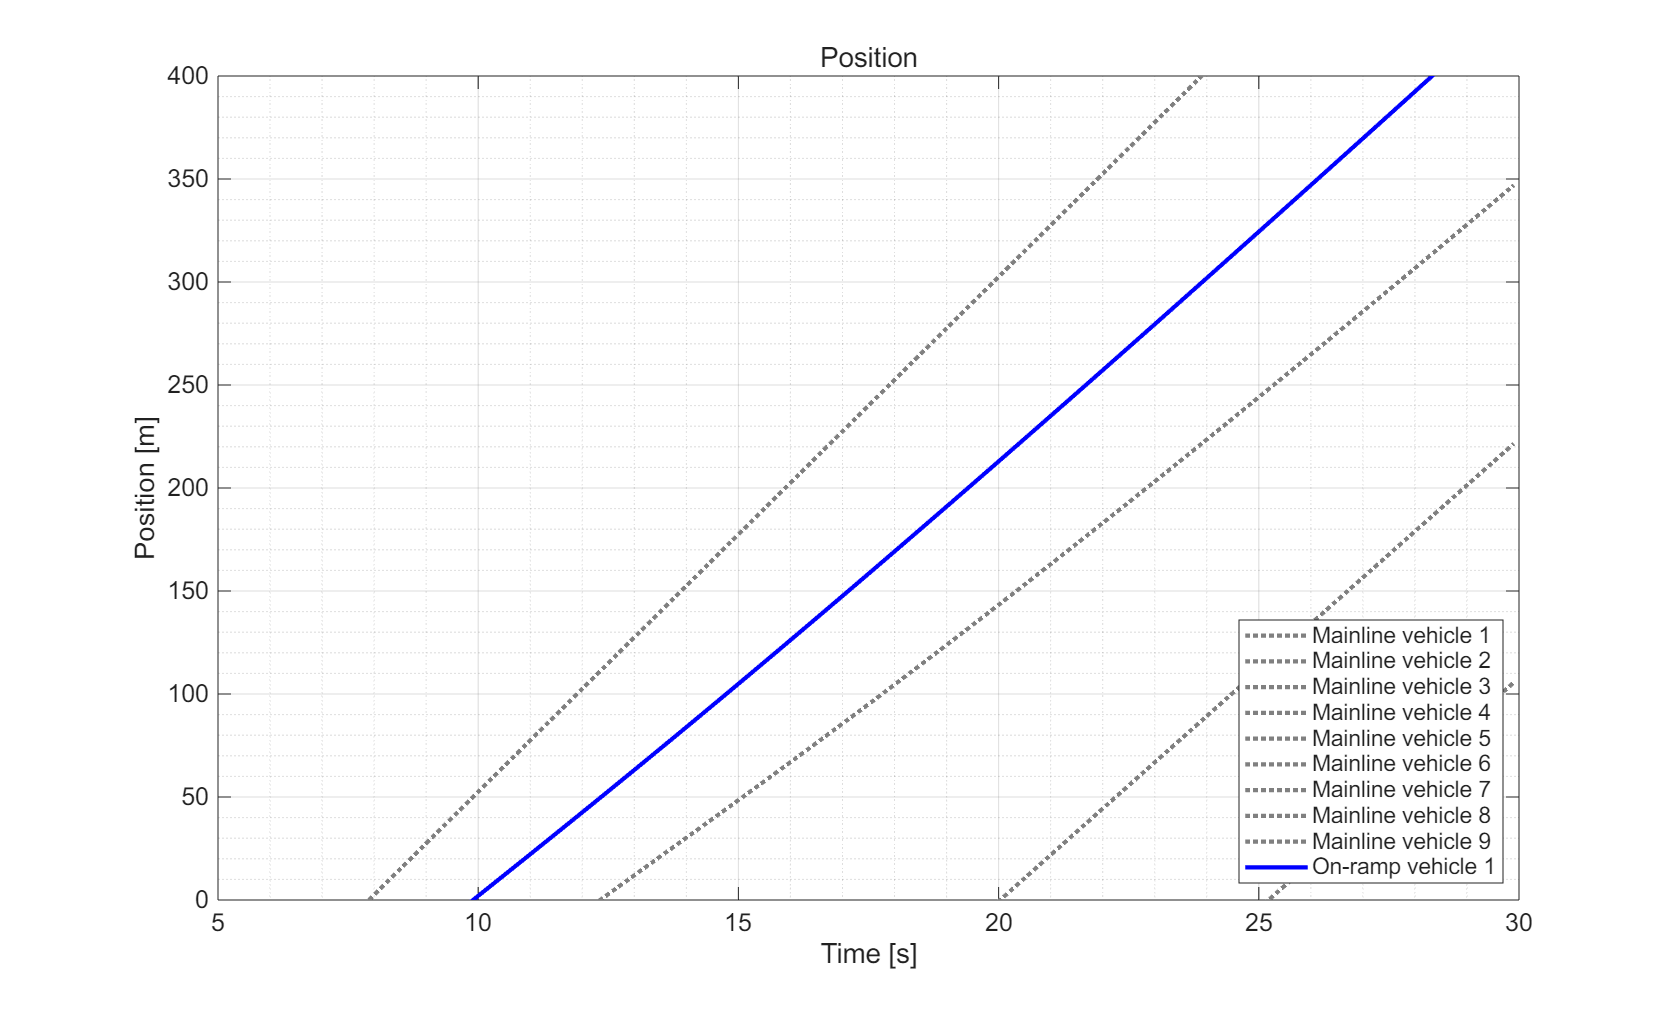 Position
400
350
300
250
200
150
100
50
0
Position [m]
5 10 15 20 25 30
Time [s]
Mainline vehicle 1
Mainline vehicle 2
Mainline vehicle 3
Mainline vehicle 4
Mainline vehicle 5
Mainline vehicle 6
Mainline vehicle 7
Mainline vehicle 8
Mainline vehicle 9
On-ramp vehicle 1